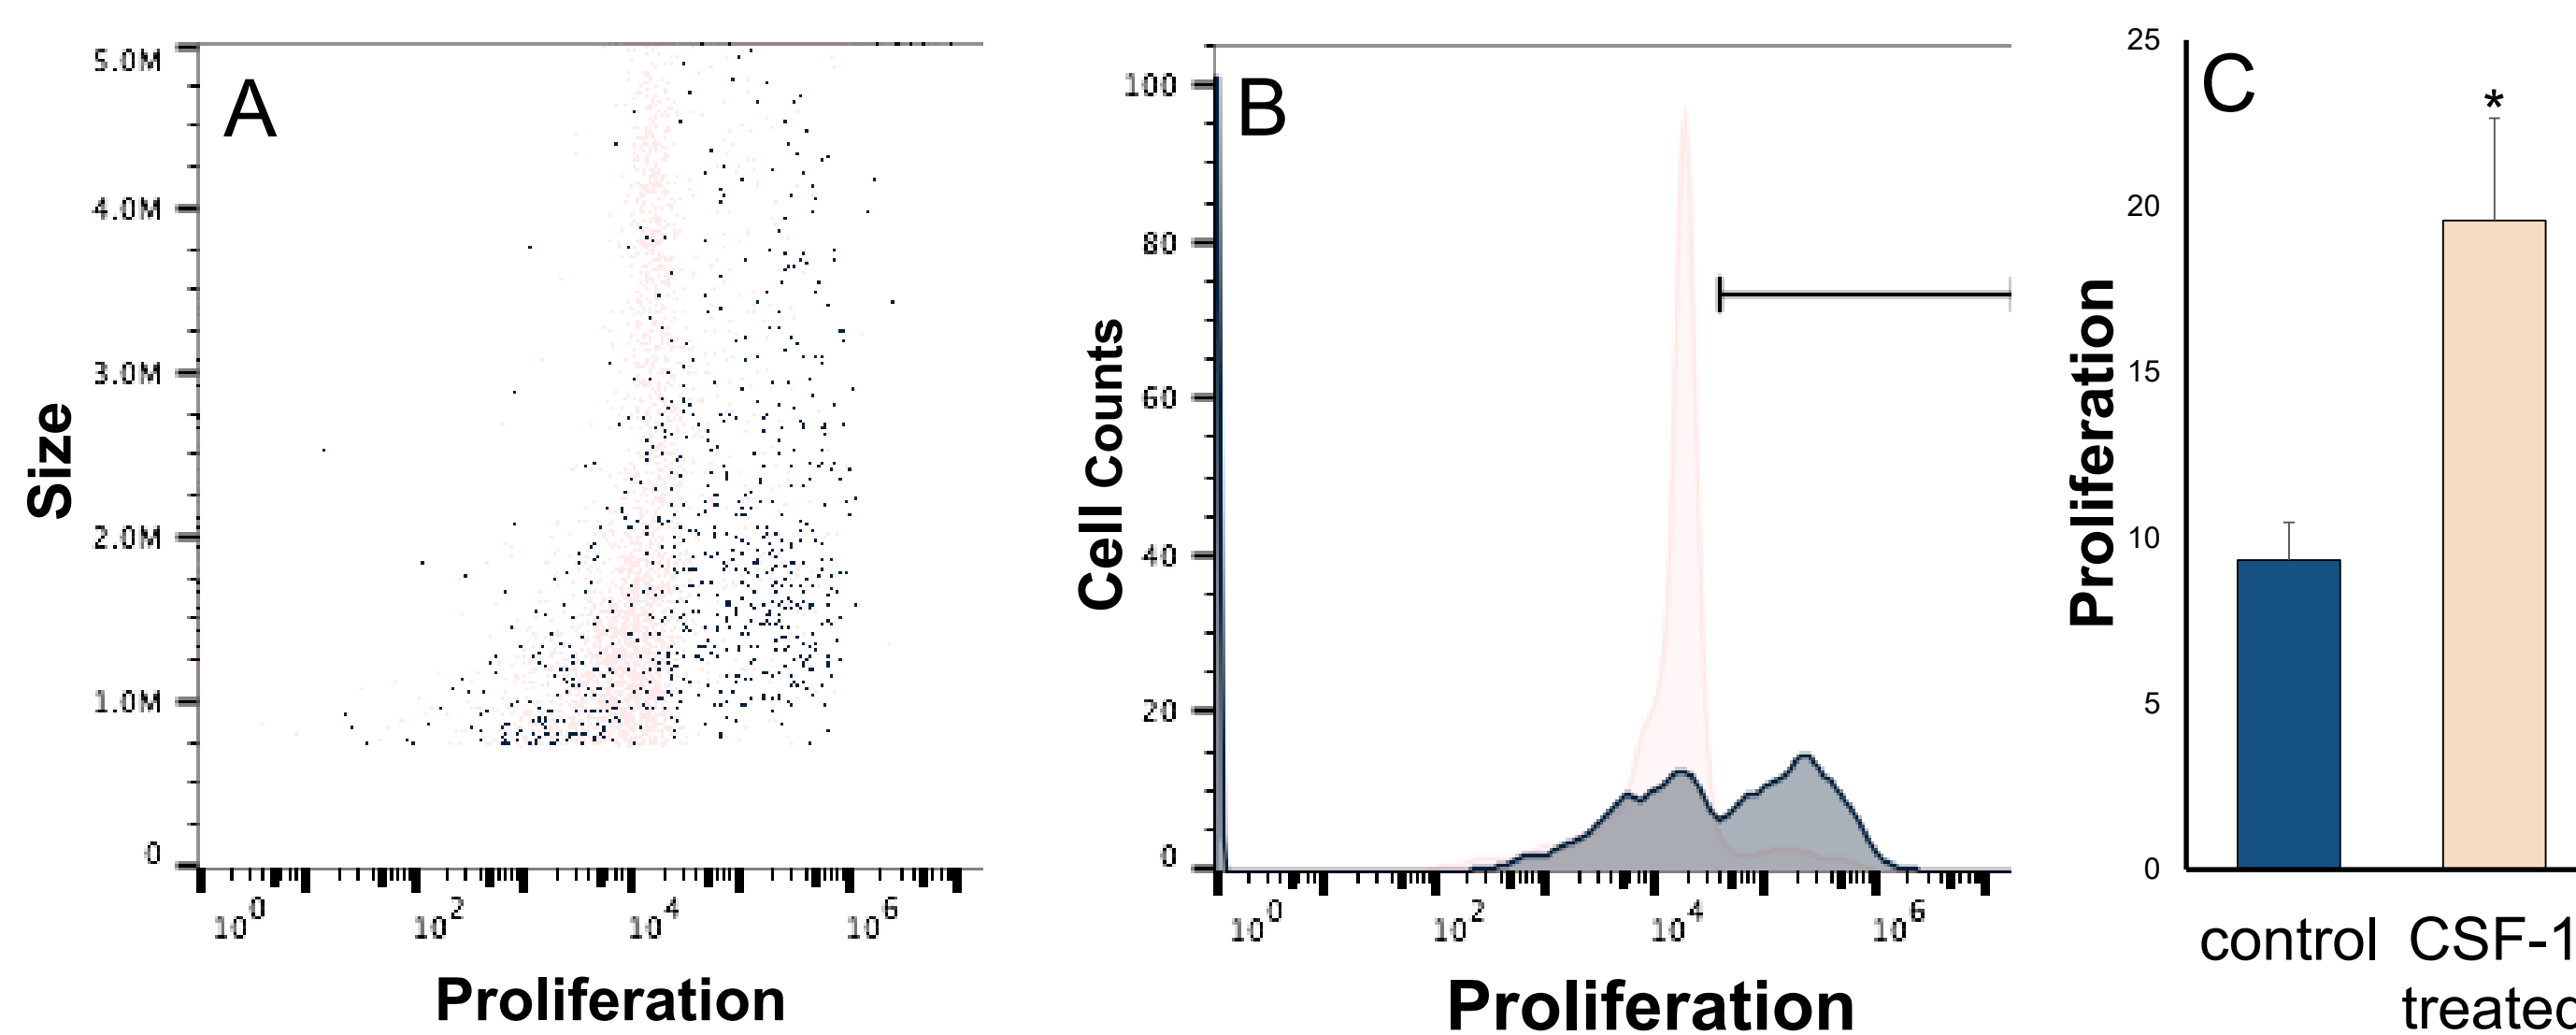 A
5.0M
4.0M
3.0M
2.0M
1.0M
0
Size
10^0 10^2 10^4 10^6
Proliferation
B
100
80
60
40
20
0
Cell Counts
10^0 10^2 10^4 10^6
Proliferation
C
25
20
15
10
5
0
Proliferation
*
control CSF-1
treated